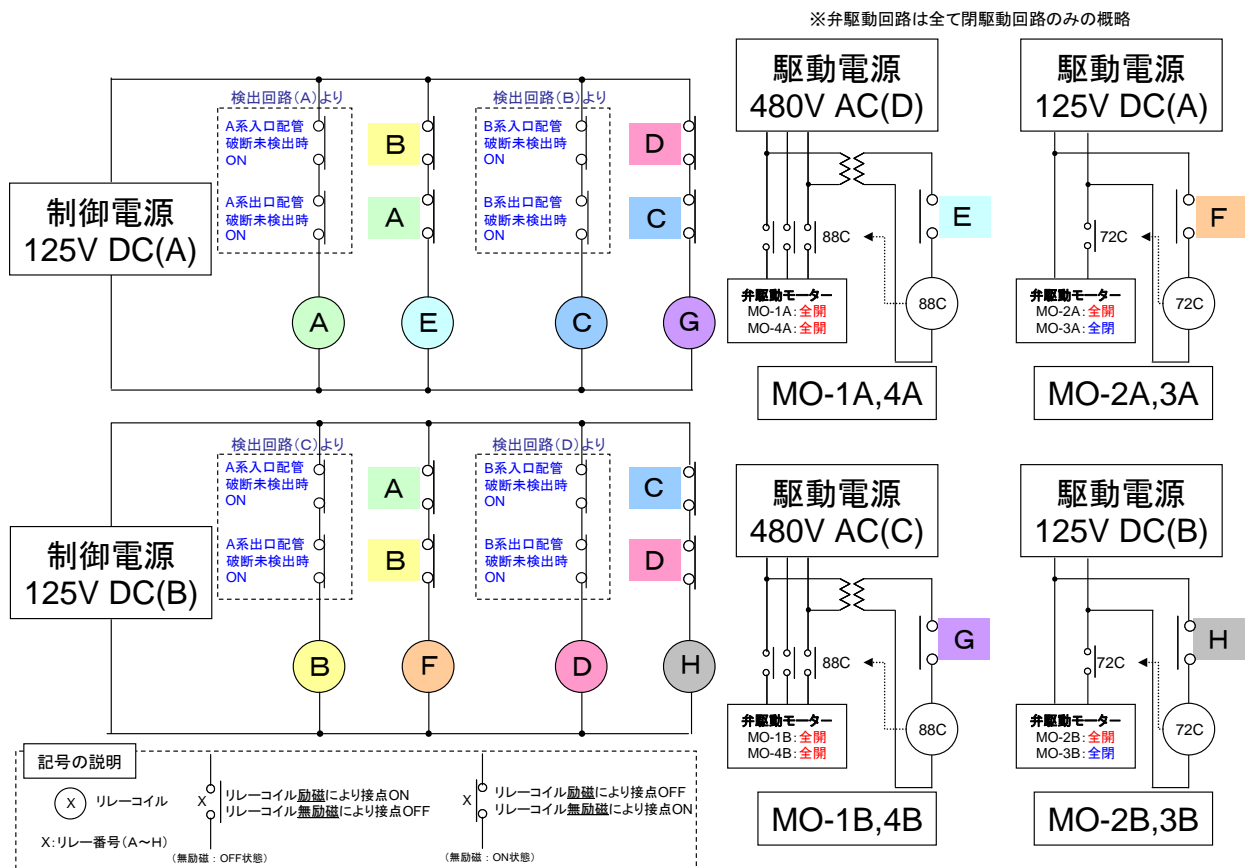 ※弁駆動回路は全て閉駆動回路のみの概略
制御電源
125V DC(A)
検出回路(A)より
A系入口配管
破断未検出時
ON
A系出口配管
破断未検出時
ON
B
A
検出回路(B)より
B系入口配管
破断未検出時
ON
B系出口配管
破断未検出時
ON
D
C
A
E
C
G
駆動電源
480V AC(D)
88C
E
88C
弁駆動モーター
MO-1A:全開
MO-4A:全開
MO-1A,4A
駆動電源
125V DC(A)
72C
F
72C
弁駆動モーター
MO-2A:全開
MO-3A:全閉
MO-2A,3A
制御電源
125V DC(B)
検出回路(C)より
A系入口配管
破断未検出時
ON
A系出口配管
破断未検出時
ON
A
B
検出回路(D)より
B系入口配管
破断未検出時
ON
B系出口配管
破断未検出時
ON
C
D
B
F
D
H
駆動電源
480V AC(C)
88C
G
88C
弁駆動モーター
MO-1B:全開
MO-4B:全開
MO-1B,4B
駆動電源
125V DC(B)
72C
H
72C
弁駆動モーター
MO-2B:全開
MO-3B:全閉
MO-2B,3B
記号の説明
X リレーコイル
X:リレー番号(A～H)
X
リレーコイル励磁により接点ON
リレーコイル無励磁により接点OFF
(無励磁:OFF状態)
X
リレーコイル励磁により接点OFF
リレーコイル無励磁により接点ON
(無励磁:ON状態)